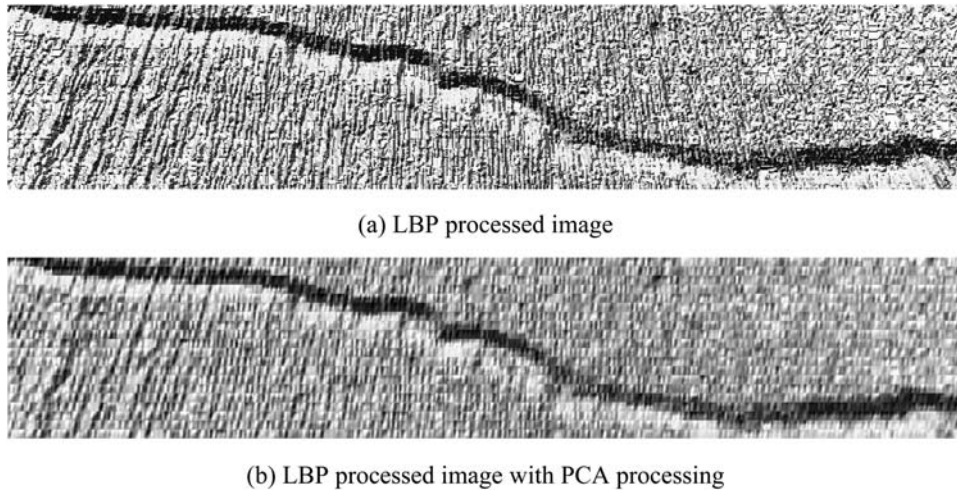 (a) LBP processed image
(b) LBP processed image with PCA processing